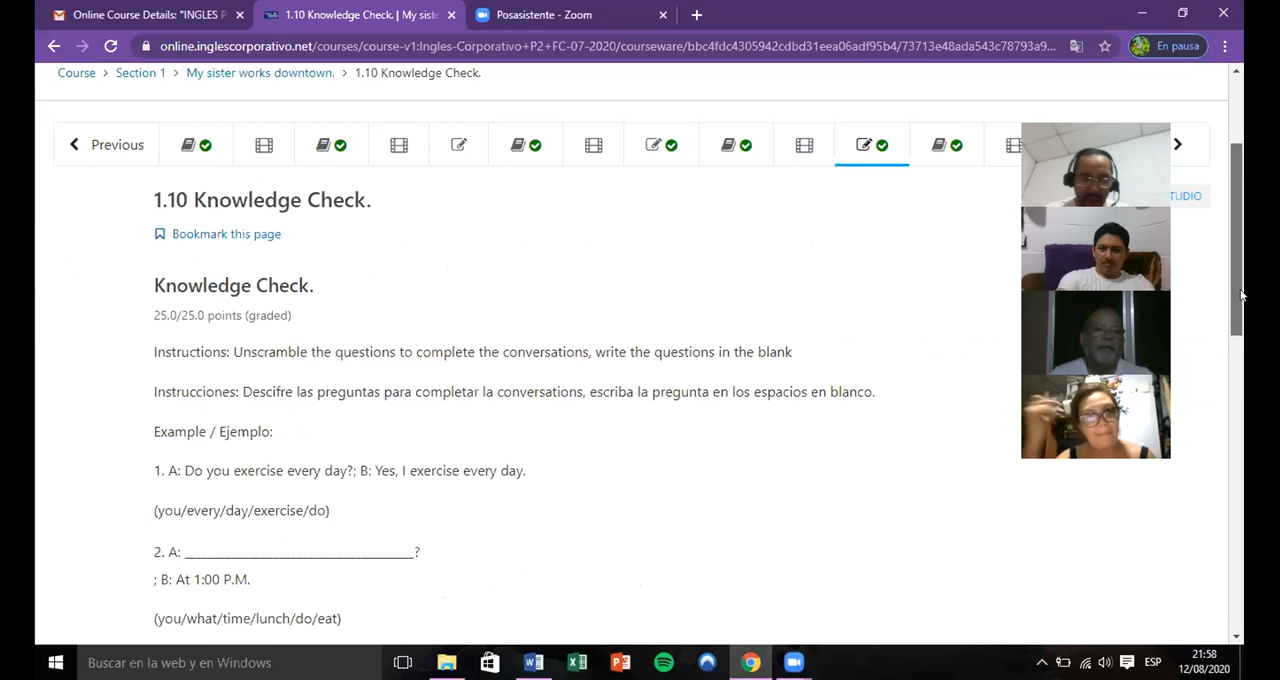 Online Course Details: "INGLES P
1.10 Knowledge Check. | My siste
Posasistente - Zoom
online.inglescorporativo.net/courses/course-v1:Ingles-Corporativo+P2+FC-07-2020/courseware/bbc4fdc4305942cdbd31eea06adf95b4/73713e48ada543c78793a9...
En pausa
Course > Section 1 > My sister works downtown. > 1.10 Knowledge Check.
Previous
TUDIO
1.10 Knowledge Check.
Bookmark this page
Knowledge Check.
25.0/25.0 points (graded)
Instructions: Unscramble the questions to complete the conversations, write the questions in the blank
Instrucciones: Descifre las preguntas para completar la conversations, escriba la pregunta en los espacios en blanco.
Example / Ejemplo:
1. A: Do you exercise every day?; B: Yes, I exercise every day.
(you/every/day/exercise/do)
2. A: ___________________________________?
; B: At 1:00 P.M.
(you/what/time/lunch/do/eat)
Buscar en la web y en Windows
ESP
21:58
12/08/2020